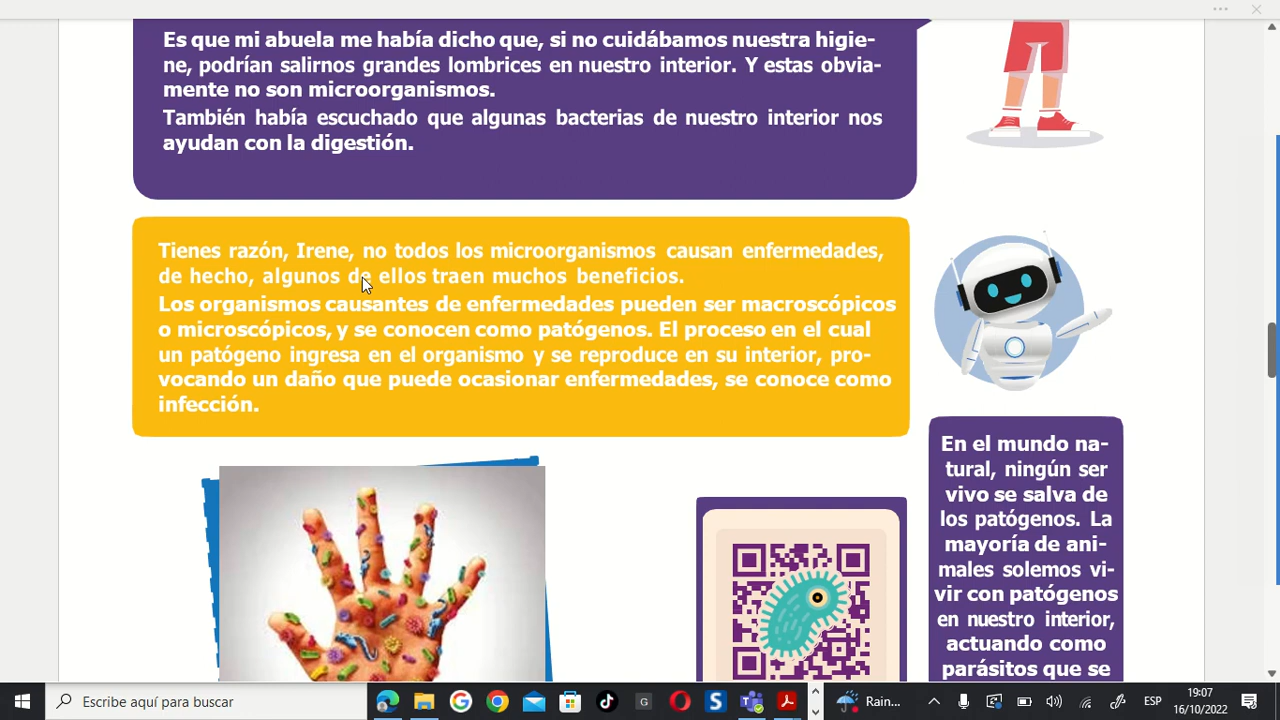 Es que mi abuela me había dicho que, si no cuidábamos nuestra higie-
ne, podrían salirnos grandes lombrices en nuestro interior. Y estas obvia-
mente no son microorganismos.
También había escuchado que algunas bacterias de nuestro interior nos
ayudan con la digestión.
Tienes razón, Irene, no todos los microorganismos causan enfermedades,
de hecho, algunos de ellos traen muchos beneficios.
Los organismos causantes de enfermedades pueden ser macroscópicos
o microscópicos, y se conocen como patógenos. El proceso en el cual
un patógeno ingresa en el organismo y se reproduce en su interior, pro-
vocando un daño que puede ocasionar enfermedades, se conoce como
infección.
En el mundo na-
tural, ningún ser
vivo se salva de
los patógenos. La
mayoría de ani-
males solemos vi-
vir con patógenos
en nuestro interior,
actuando como
parásitos que se
Escribe aquí para buscar
Rain...
ESP
19:07
16/10/2022